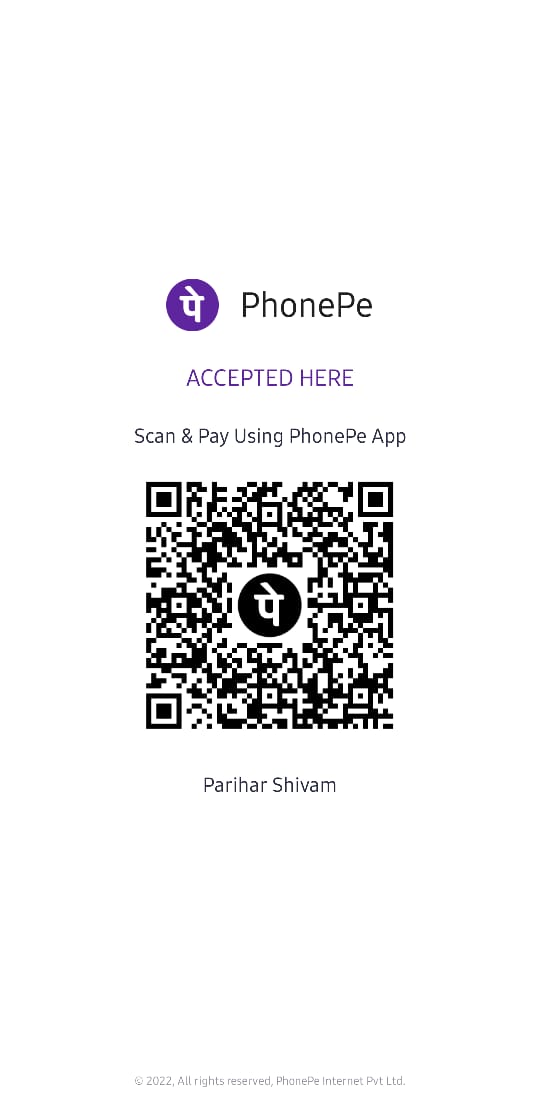 पे PhonePe
ACCEPTED HERE
Scan & Pay Using PhonePe App
पे
Parihar Shivam
© 2022, All rights reserved, PhonePe Internet Pvt Ltd.